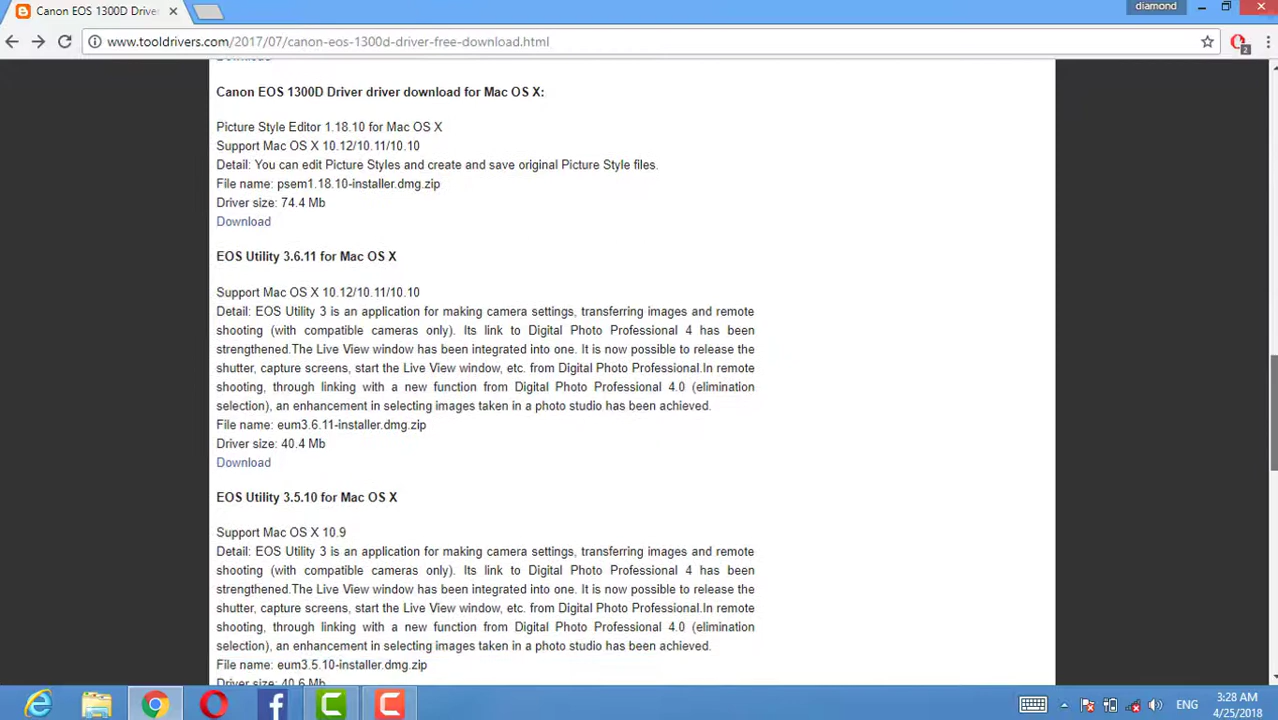 Canon EOS 1300D Driver
diamond
www.tooldrivers.com/2017/07/canon-eos-1300d-driver-free-download.html
2
Download
Canon EOS 1300D Driver driver download for Mac OS X:
Picture Style Editor 1.18.10 for Mac OS X
Support Mac OS X 10.12/10.11/10.10
Detail: You can edit Picture Styles and create and save original Picture Style files.
File name: psem1.18.10-installer.dmg.zip
Driver size: 74.4 Mb
Download
EOS Utility 3.6.11 for Mac OS X
Support Mac OS X 10.12/10.11/10.10
Detail: EOS Utility 3 is an application for making camera settings, transferring images and remote
shooting (with compatible cameras only). Its link to Digital Photo Professional 4 has been
strengthened.The Live View window has been integrated into one. It is now possible to release the
shutter, capture screens, start the Live View window, etc. from Digital Photo Professional.In remote
shooting, through linking with a new function from Digital Photo Professional 4.0 (elimination
selection), an enhancement in selecting images taken in a photo studio has been achieved.
File name: eum3.6.11-installer.dmg.zip
Driver size: 40.4 Mb
Download
EOS Utility 3.5.10 for Mac OS X
Support Mac OS X 10.9
Detail: EOS Utility 3 is an application for making camera settings, transferring images and remote
shooting (with compatible cameras only). Its link to Digital Photo Professional 4 has been
strengthened.The Live View window has been integrated into one. It is now possible to release the
shutter, capture screens, start the Live View window, etc. from Digital Photo Professional.In remote
shooting, through linking with a new function from Digital Photo Professional 4.0 (elimination
selection), an enhancement in selecting images taken in a photo studio has been achieved.
File name: eum3.5.10-installer.dmg.zip
Driver size: 40.6 Mb
ENG
3:28 AM
4/25/2018